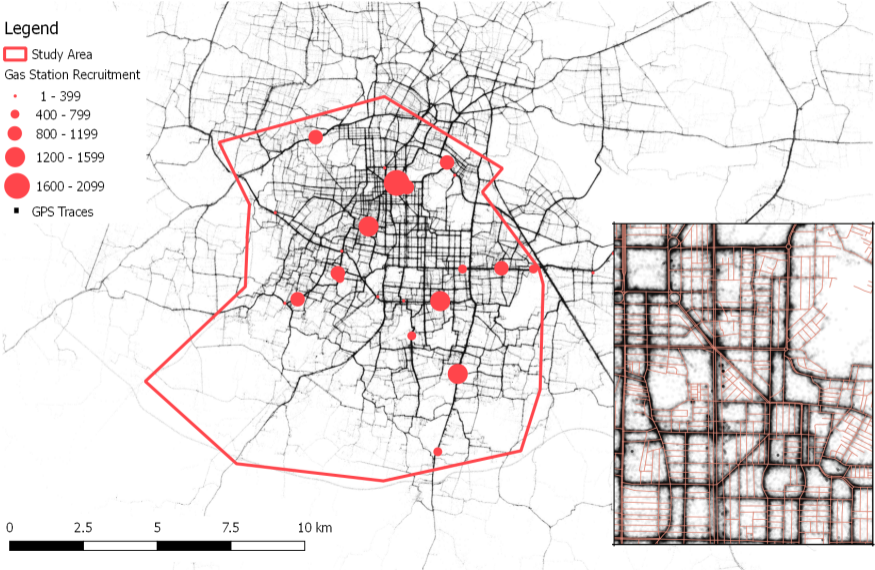 Legend
Study Area
Gas Station Recruitment
1 - 399
400 - 799
800 - 1199
1200 - 1599
1600 - 2099
GPS Traces
0 2.5 5 7.5 10 km